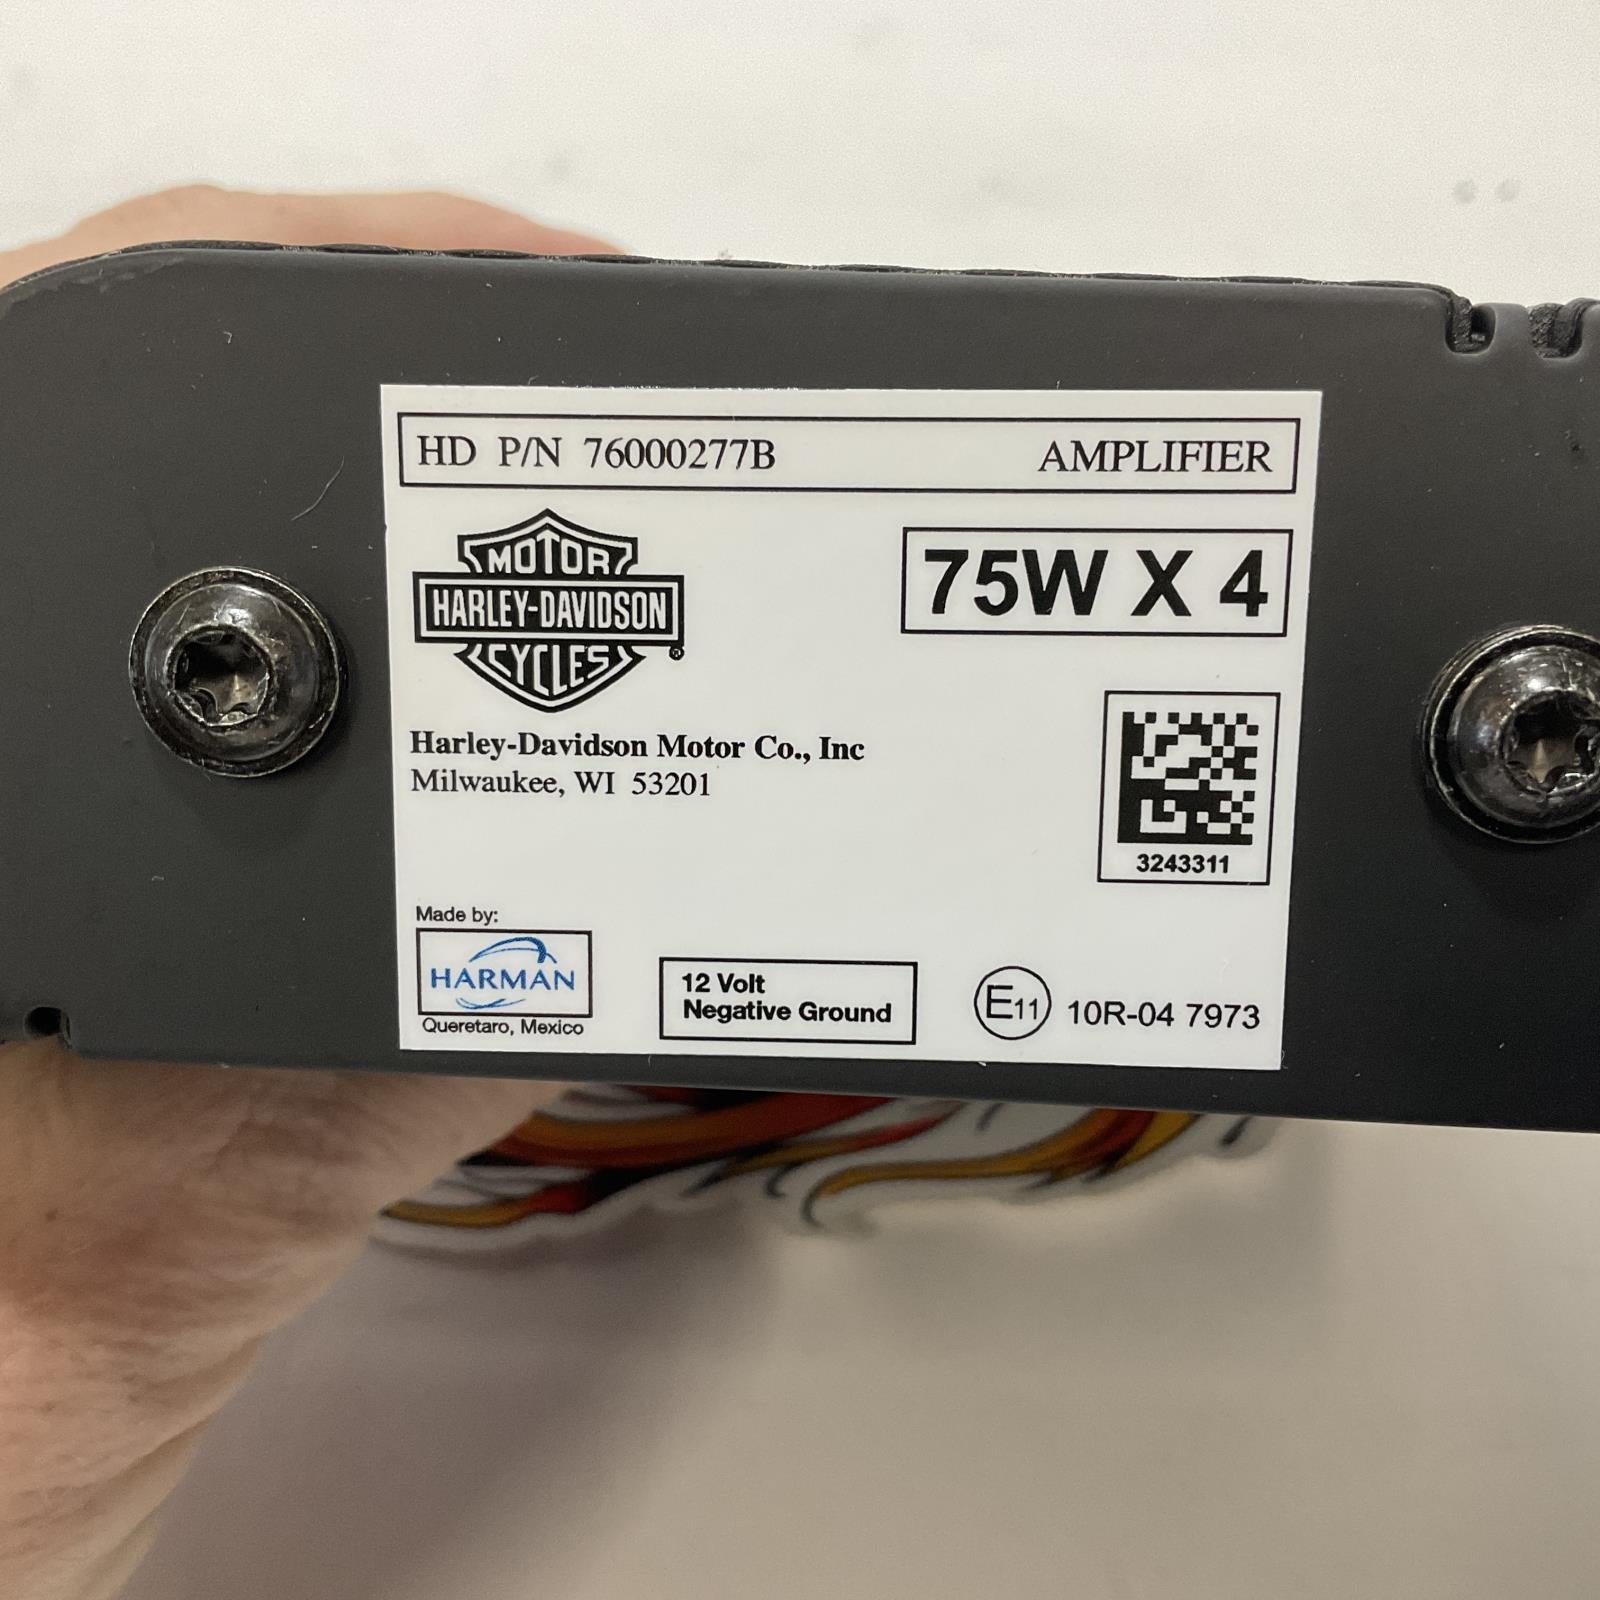 HD P/N 76000277B AMPLIFIER
MOTOR
HARLEY-DAVIDSON
CYCLES
®
75W X 4
Harley-Davidson Motor Co., Inc
Milwaukee, WI 53201
3243311
Made by:
HARMAN
Queretaro, Mexico
12 Volt
Negative Ground
E11 10R-04 7973